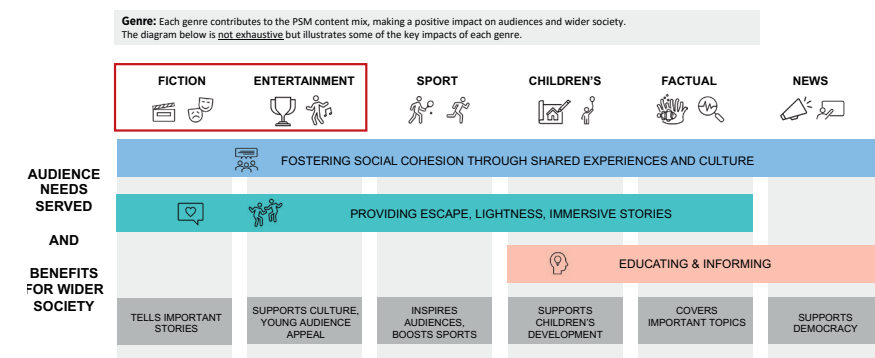 Genre: Each genre contributes to the PSM content mix, making a positive impact on audiences and wider society.
The diagram below is not exhaustive but illustrates some of the key impacts of each genre.
FICTION
ENTERTAINMENT
SPORT
CHILDREN'S
FACTUAL
NEWS
AUDIENCE
NEEDS
SERVED
AND
BENEFITS
FOR WIDER
SOCIETY
FOSTERING SOCIAL COHESION THROUGH SHARED EXPERIENCES AND CULTURE
PROVIDING ESCAPE, LIGHTNESS, IMMERSIVE STORIES
EDUCATING & INFORMING
TELLS IMPORTANT
STORIES
SUPPORTS CULTURE,
YOUNG AUDIENCE
APPEAL
INSPIRES
AUDIENCES,
BOOSTS SPORTS
SUPPORTS
CHILDREN'S
DEVELOPMENT
COVERS
IMPORTANT TOPICS
SUPPORTS
DEMOCRACY